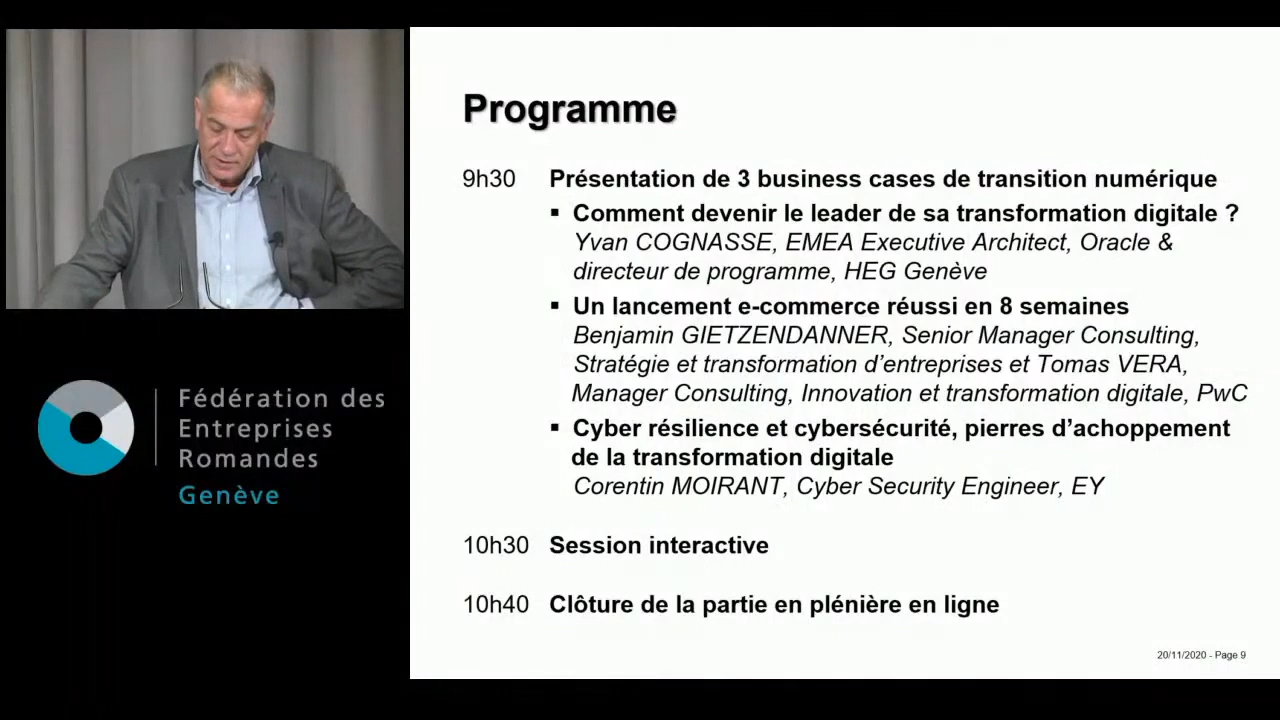 Programme
9h30 Présentation de 3 business cases de transition numérique
▪ Comment devenir le leader de sa transformation digitale ?
Yvan COGNASSE, EMEA Executive Architect, Oracle &
directeur de programme, HEG Genève
▪ Un lancement e-commerce réussi en 8 semaines
Benjamin GIETZENDANNER, Senior Manager Consulting,
Stratégie et transformation d’entreprises et Tomas VERA,
Manager Consulting, Innovation et transformation digitale, PwC
▪ Cyber résilience et cybersécurité, pierres d’achoppement
de la transformation digitale
Corentin MOIRANT, Cyber Security Engineer, EY
10h30 Session interactive
10h40 Clôture de la partie en plénière en ligne
20/11/2020 - Page 9
Fédération des
Entreprises
Romandes
Genève